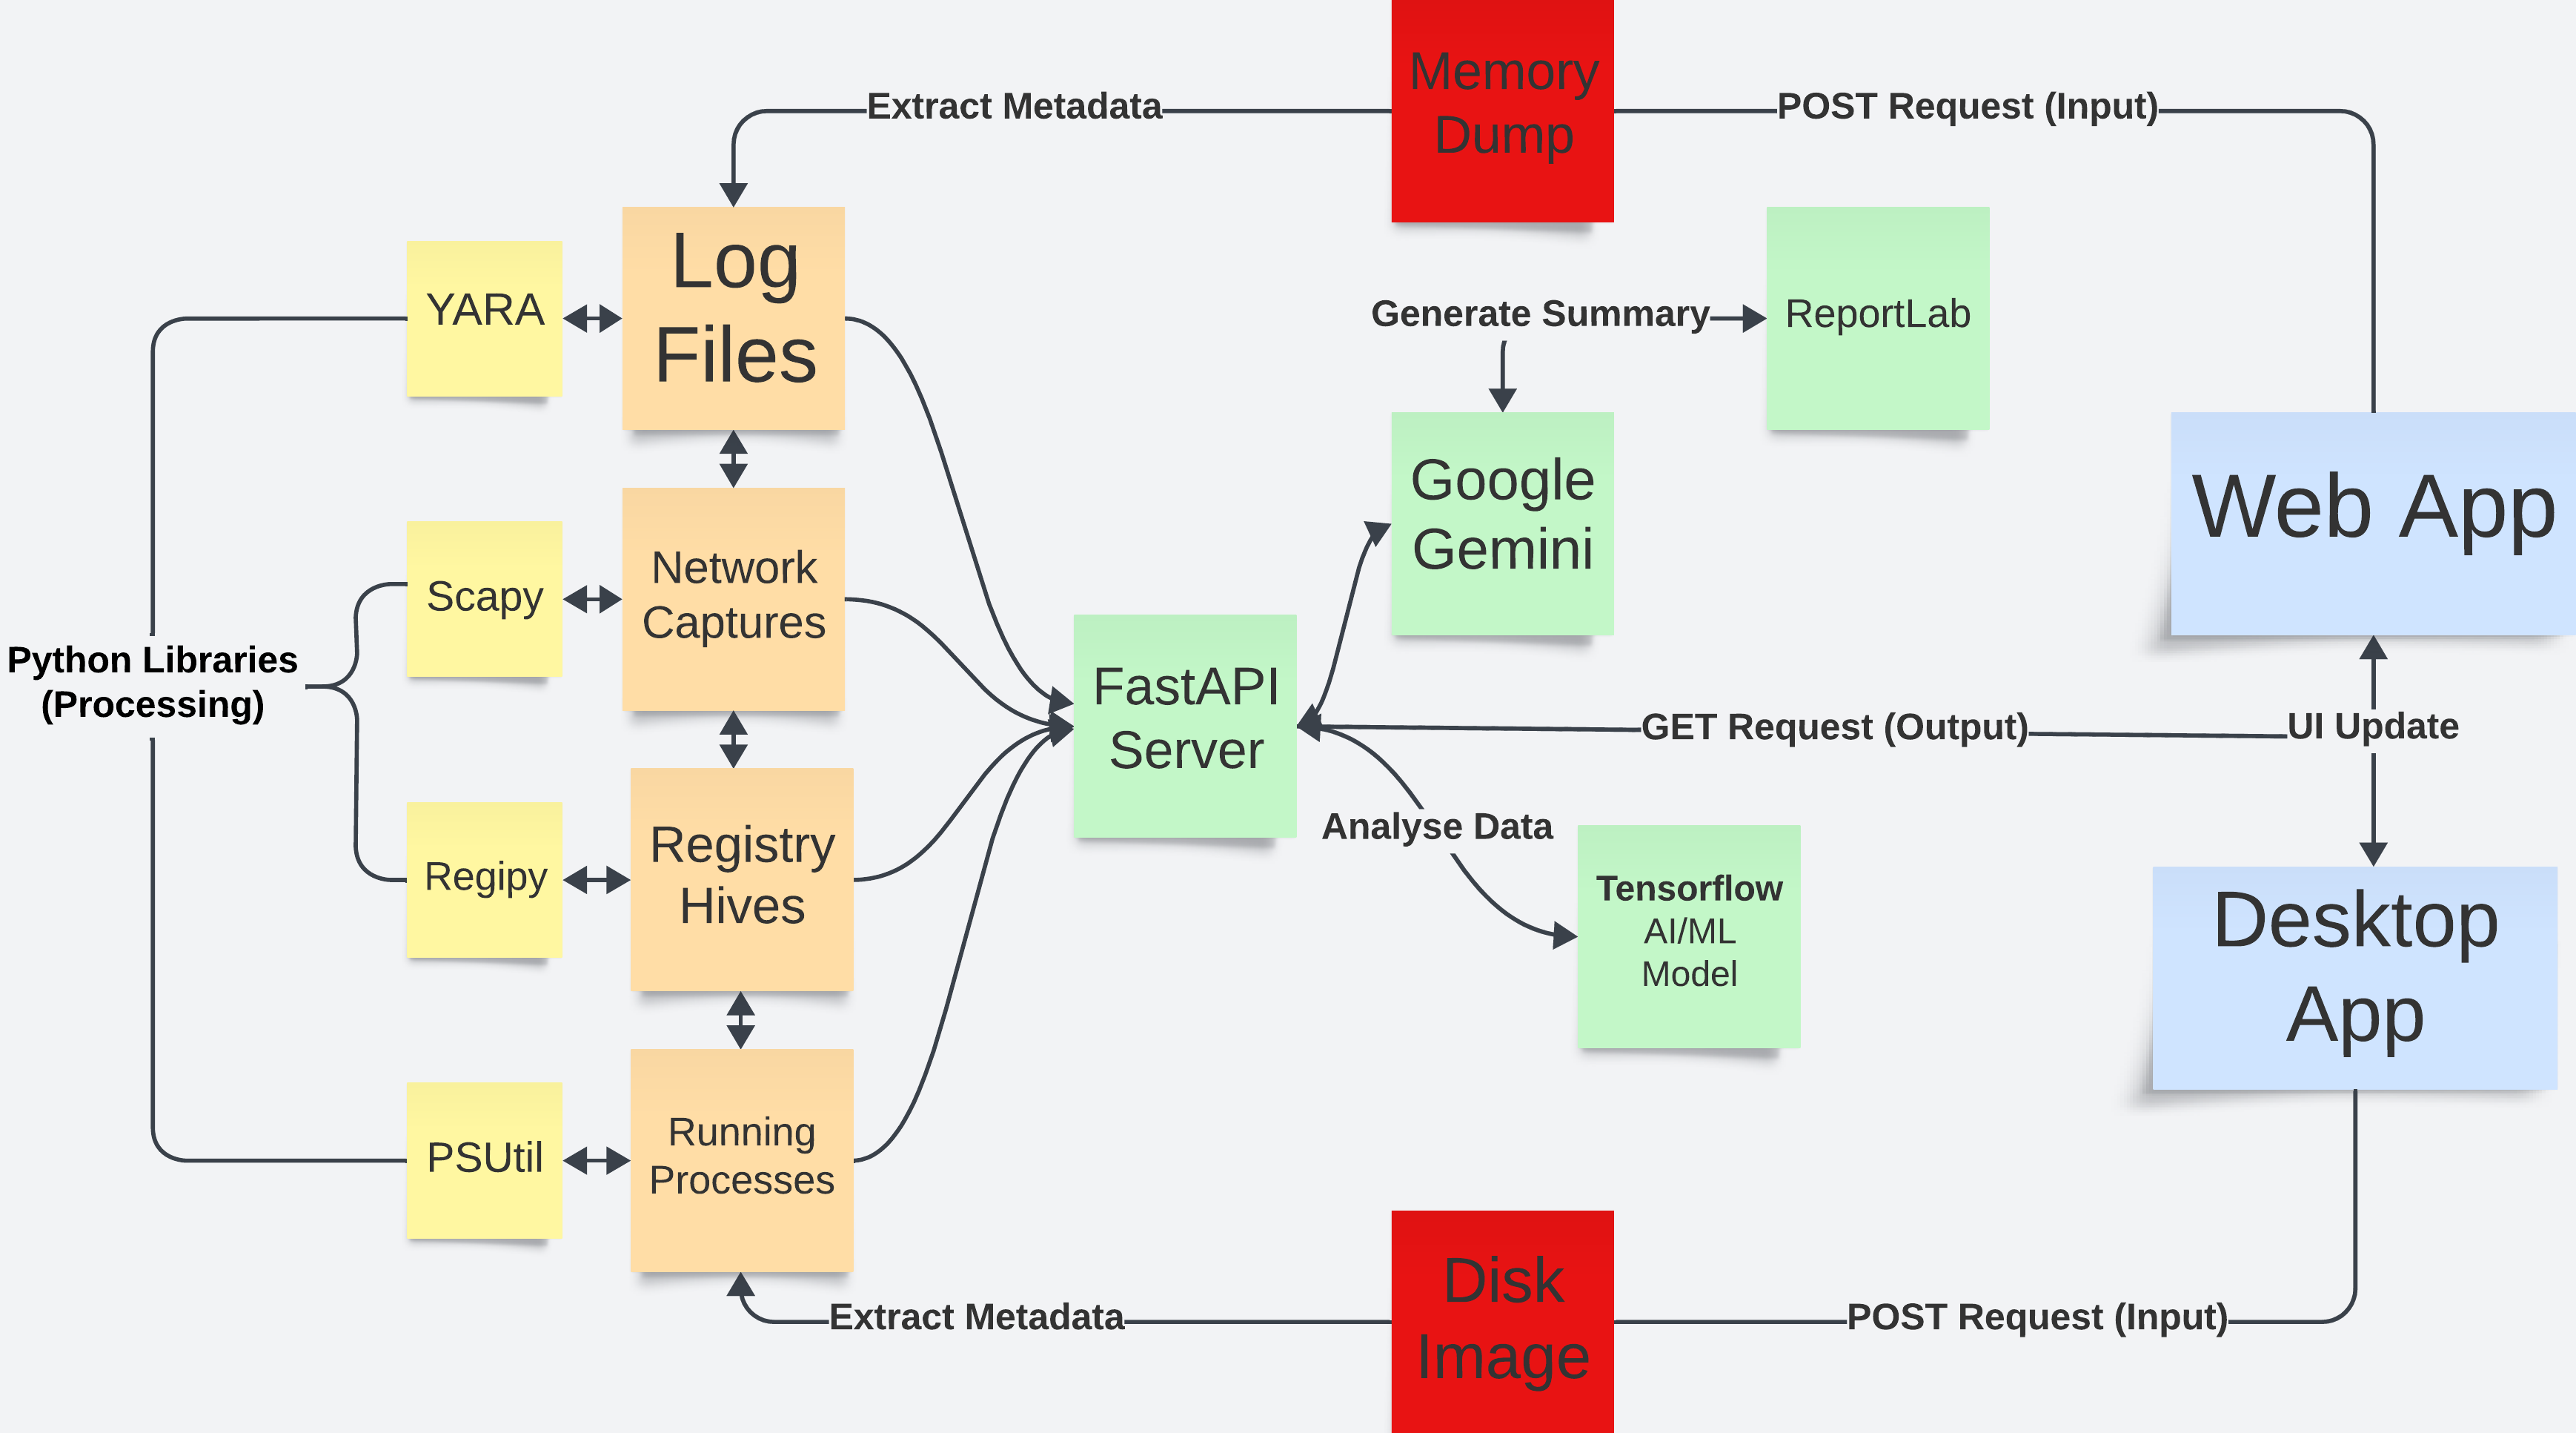 Memory
Dump
Extract Metadata
POST Request (Input)
Log
Files
YARA
Generate Summary
ReportLab
Google
Gemini
Web App
Network
Captures
Scapy
Python Libraries
(Processing)
FastAPI
Server
GET Request (Output)
UI Update
Analyse Data
Registry
Hives
Regipy
Tensorflow
AI/ML
Model
Desktop
App
Running
Processes
PSUtil
Disk
Image
Extract Metadata
POST Request (Input)